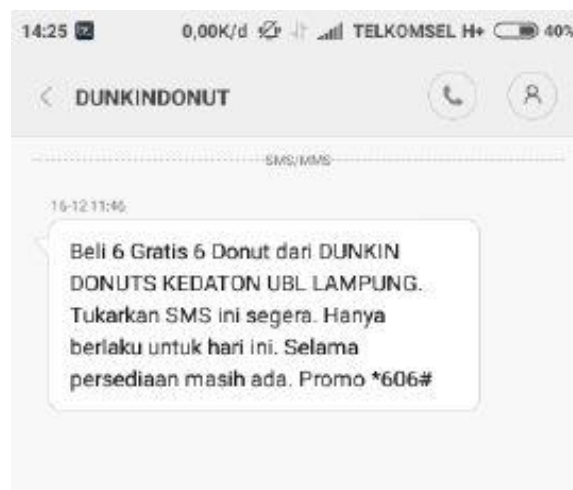 14:25 0,00K/d TELKOMSEL H+ 40%
DUNKINDONUT
SMS/MMS
16-12 11:46
Beli 6 Gratis 6 Donut dari DUNKIN
DONUTS KEDATON UBL LAMPUNG.
Tukarkan SMS ini segera. Hanya
berlaku untuk hari ini. Selama
persediaan masih ada. Promo *606#